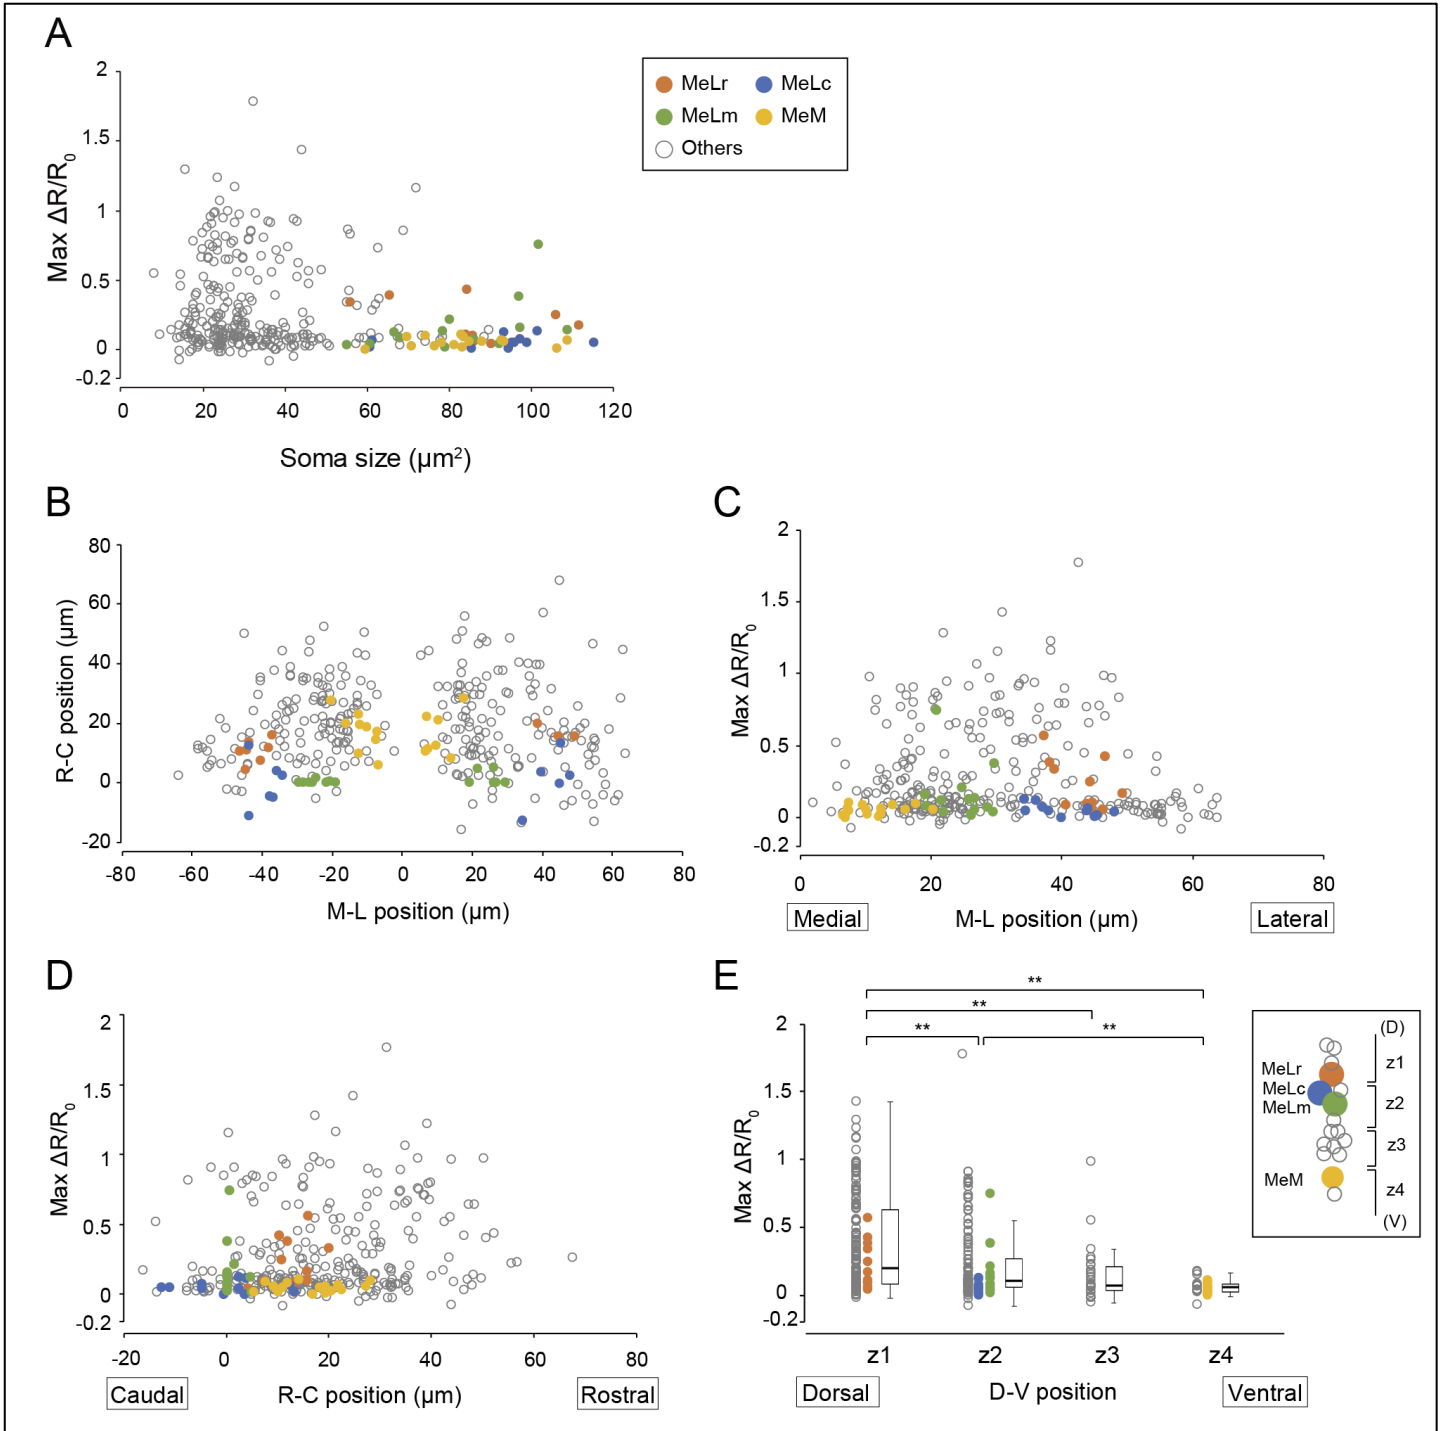 A
MeLr MeLc
MeLm MeM
Others
2
1.5
1
0.5
0
-0.2
Max ΔR/R0
0 20 40 60 80 100 120
Soma size (µm2)
B
80
60
40
20
0
-20
R-C position (µm)
-80 -60 -40 -20 0 20 40 60 80
M-L position (µm)
C
2
1.5
1
0.5
0
-0.2
Max ΔR/R0
0 20 40 60 80
Medial M-L position (µm) Lateral
D
2
1.5
1
0.5
0
-0.2
Max ΔR/R0
-20 0 20 40 60 80
Caudal R-C position (µm) Rostral
E
**
**
** **
2
1.5
1
0.5
0
-0.2
Max ΔR/R0
z1 z2 z3 z4
Dorsal D-V position Ventral
(D)
MeLr z1
MeLc
MeLm z2
z3
MeM z4
(V)